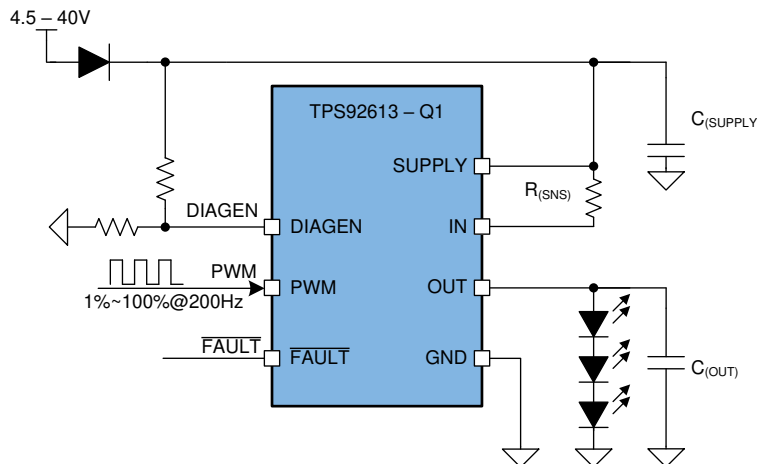 4.5 – 40V
TPS92613 – Q1
C(SUPPLY
SUPPLY
R(SNS)
DIAGEN
DIAGEN
IN
PWM
PWM
OUT
1%~100%@200Hz
FAULT
FAULT
GND
C(OUT)